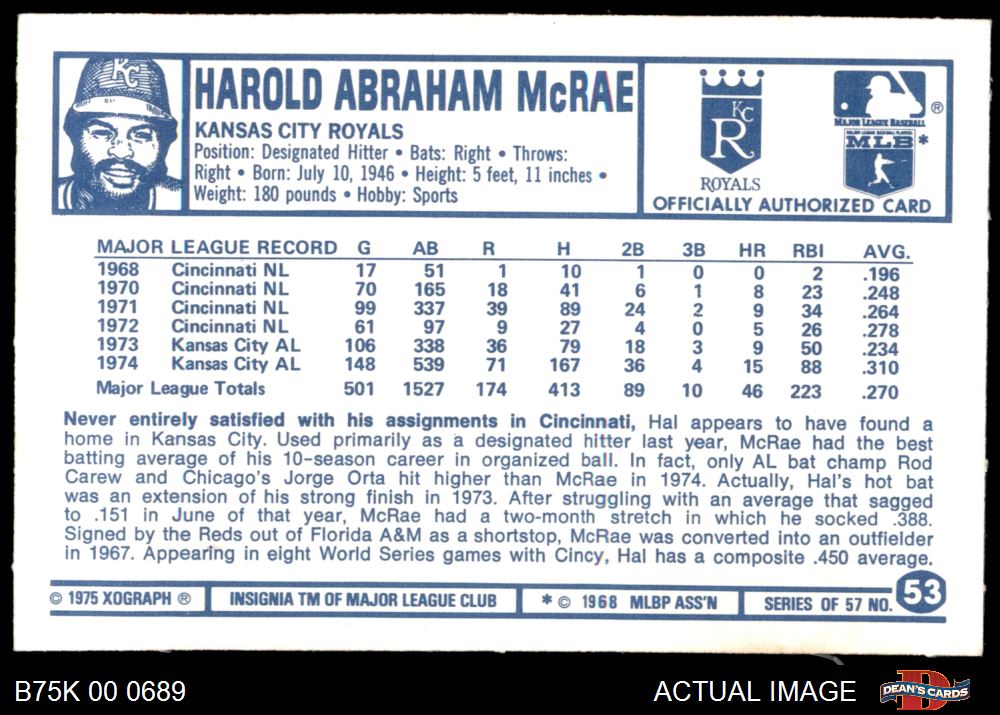 KC
HAROLD ABRAHAM McRAE
KANSAS CITY ROYALS
Position: Designated Hitter • Bats: Right • Throws:
Right • Born: July 10, 1946 • Height: 5 feet, 11 inches •
Weight: 180 pounds • Hobby: Sports
KC
R
ROYALS
MAJOR LEAGUE BASEBALL ®
MAJOR LEAGUE BASEBALL PLAYERS
MLB *
OFFICIALLY AUTHORIZED CARD
MAJOR LEAGUE RECORD G AB R H 2B 3B HR RBI AVG.
1968 Cincinnati NL 17 51 1 10 1 0 0 2 .196
1970 Cincinnati NL 70 165 18 41 6 1 8 23 .248
1971 Cincinnati NL 99 337 39 89 24 2 9 34 .264
1972 Cincinnati NL 61 97 9 27 4 0 5 26 .278
1973 Kansas City AL 106 338 36 79 18 3 9 50 .234
1974 Kansas City AL 148 539 71 167 36 4 15 88 .310
Major League Totals 501 1527 174 413 89 10 46 223 .270
Never entirely satisfied with his assignments in Cincinnati, Hal appears to have found a
home in Kansas City. Used primarily as a designated hitter last year, McRae had the best
batting average of his 10-season career in organized ball. In fact, only AL bat champ Rod
Carew and Chicago's Jorge Orta hit higher than McRae in 1974. Actually, Hal's hot bat
was an extension of his strong finish in 1973. After struggling with an average that sagged
to .151 in June of that year, McRae had a two-month stretch in which he socked .388.
Signed by the Reds out of Florida A&M as a shortstop, McRae was converted into an outfielder
in 1967. Appearing in eight World Series games with Cincy, Hal has a composite .450 average.
© 1975 XOGRAPH ® INSIGNIA TM OF MAJOR LEAGUE CLUB * © 1968 MLBP ASS'N SERIES OF 57 NO. 53
B75K 00 0689 ACTUAL IMAGE DEAN'S CARDS